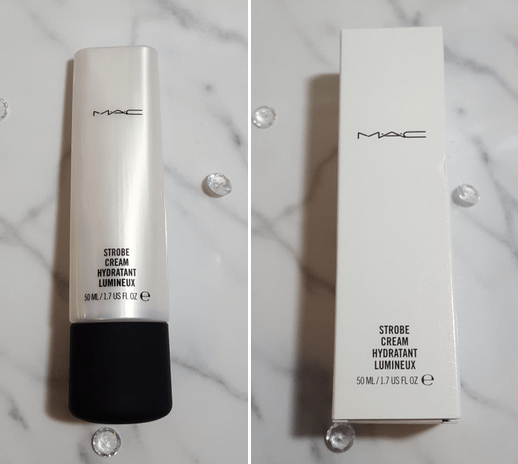 MAC
STROBE
CREAM
HYDRATANT
LUMINEUX
50 ML / 1.7 US FL OZ ℮
MAC
STROBE
CREAM
HYDRATANT
LUMINEUX
50 ML / 1.7 US FL OZ ℮